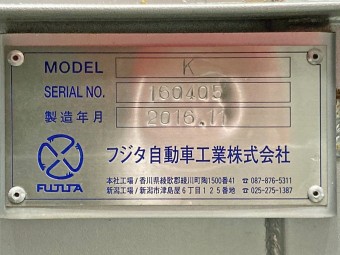 MODEL K
SERIAL NO. 160405
製造年月 2016.11
フジタ自動車工業株式会社
FUJITA
本社工場/香川県綾歌郡綾川町陶1500番41 ☎087-876-5311
新潟工場/新潟市津島屋6丁目125番地 ☎025-275-1387